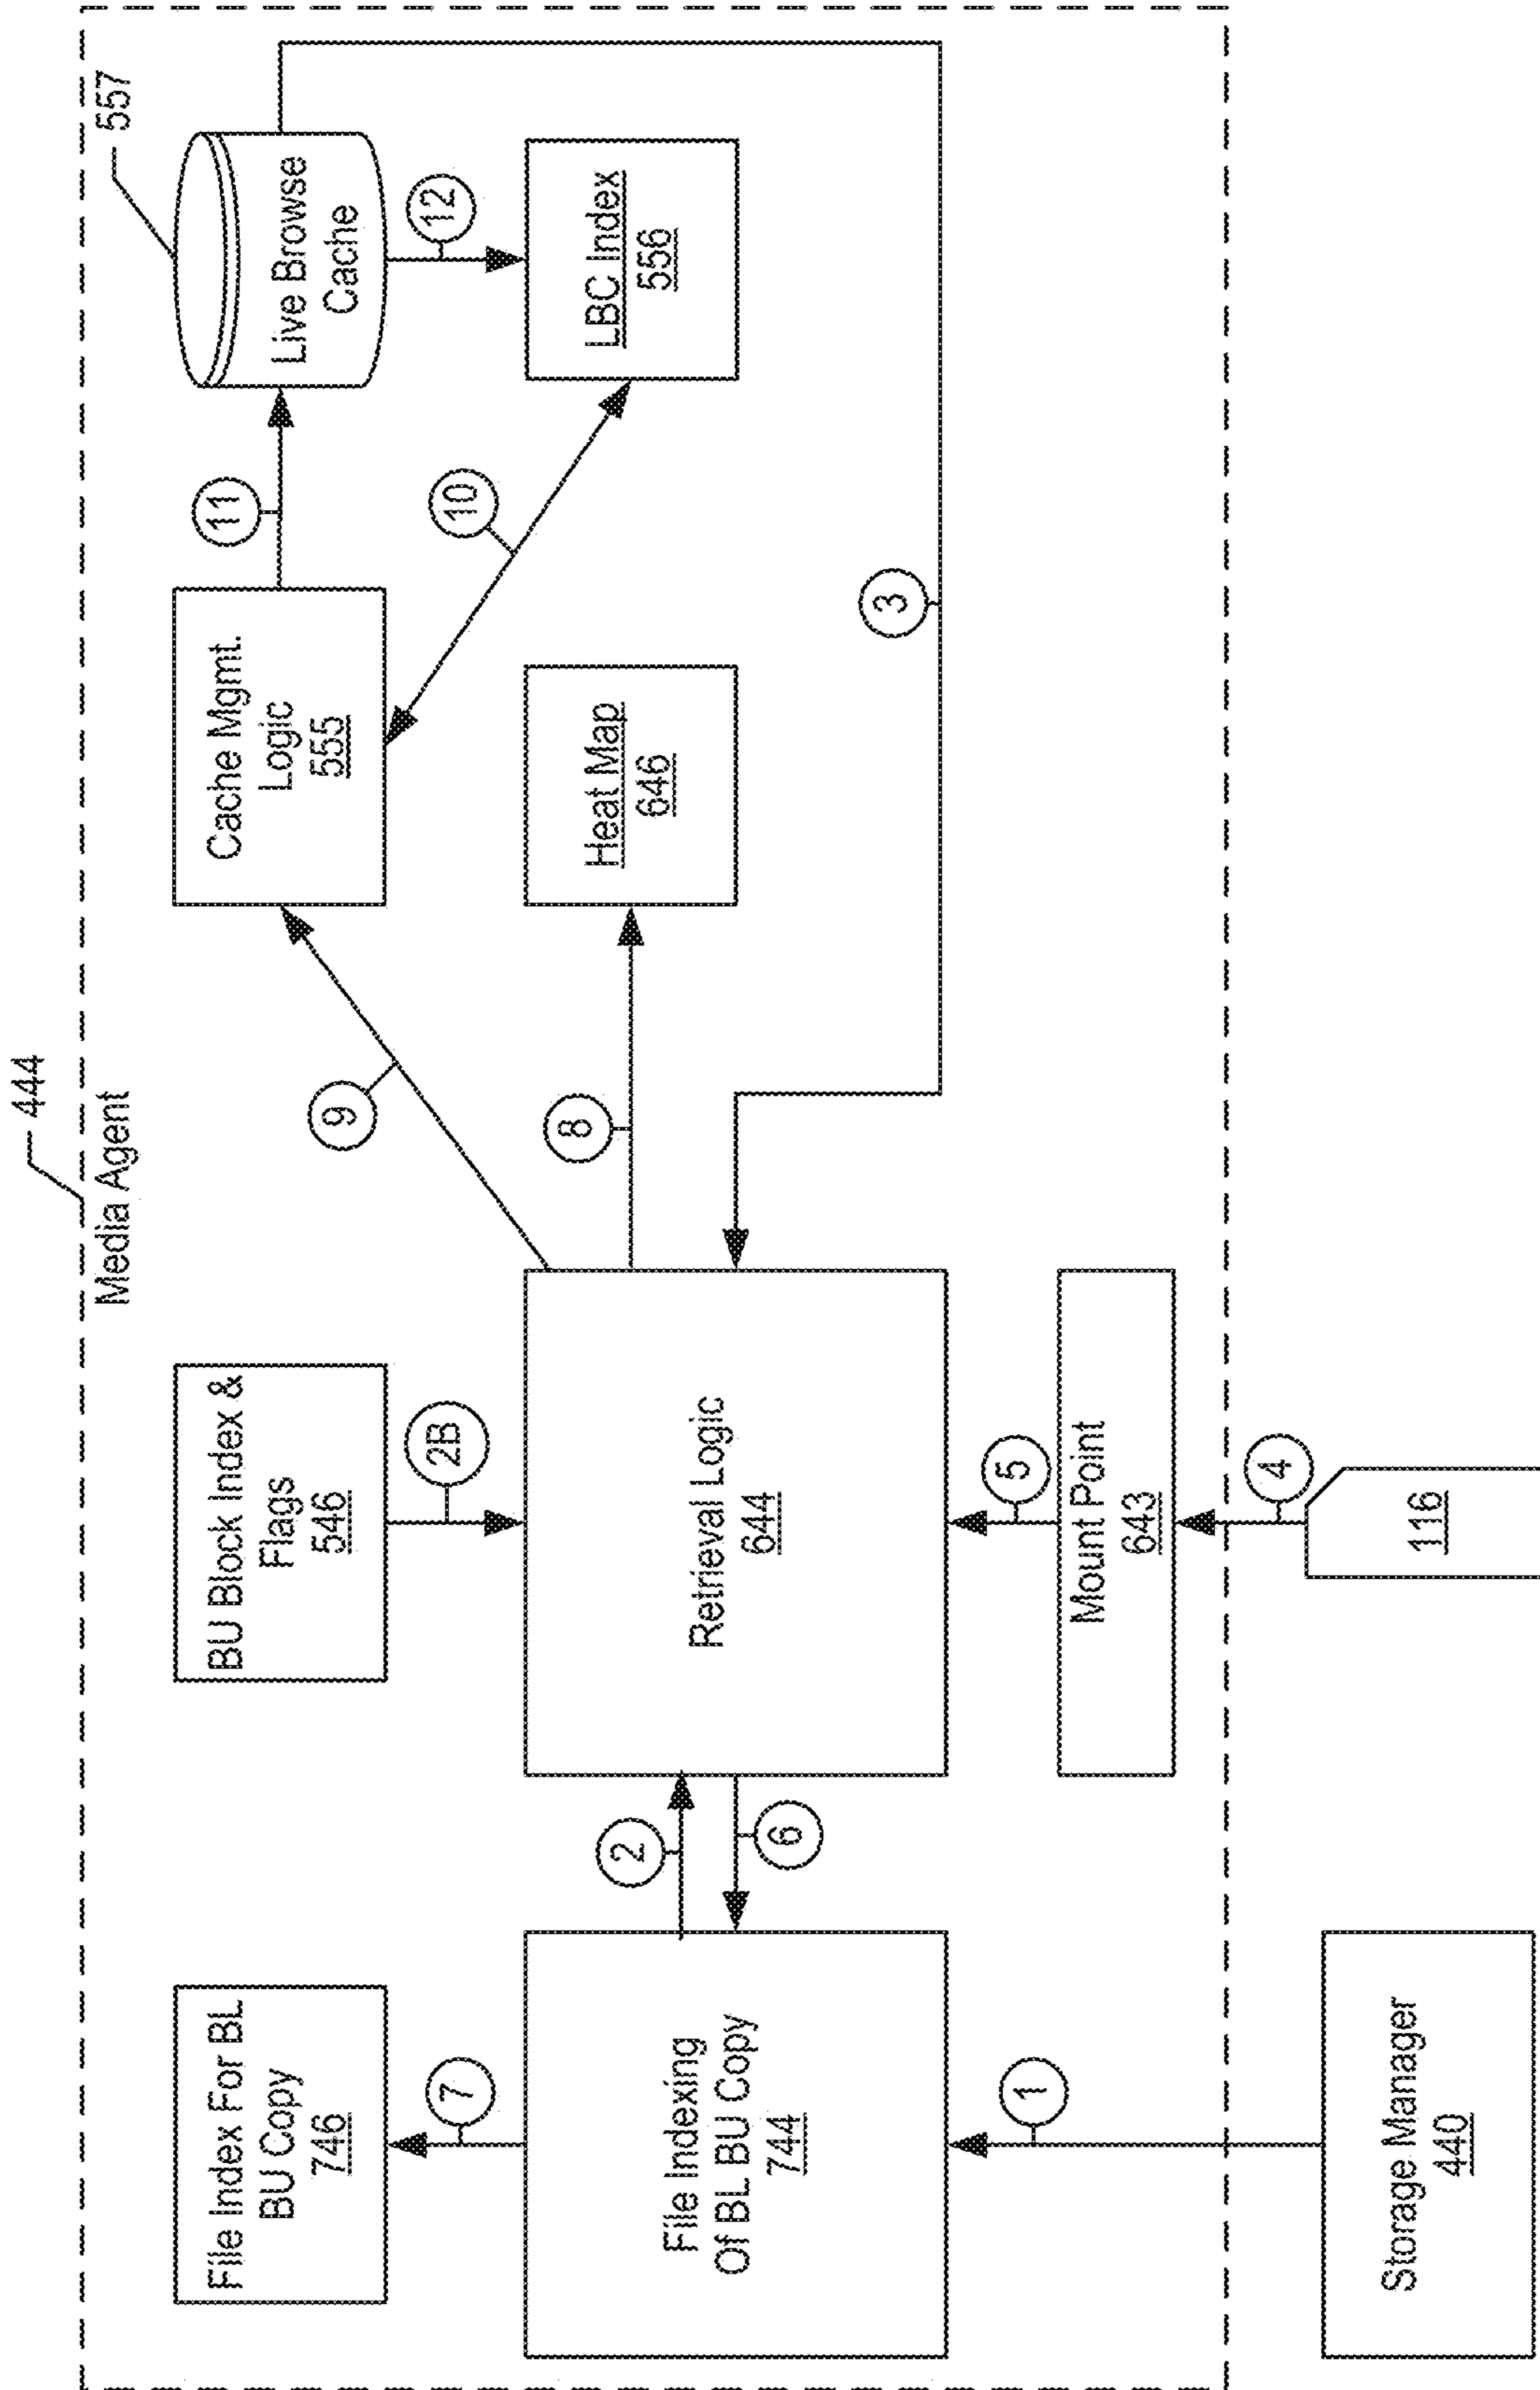 444
Media Agent
File Index For BL
BU Copy
746
BU Block Index &
Flags
546
Cache Mgmt.
Logic
555
Live Browse
Cache
557
7
2B
9
11
10
12
File Indexing
Of BL BU Copy
744
2
6
Retrieval Logic
644
8
Heat Map
646
LBC Index
556
3
1
5
Mount Point
643
4
Storage Manager
440
116